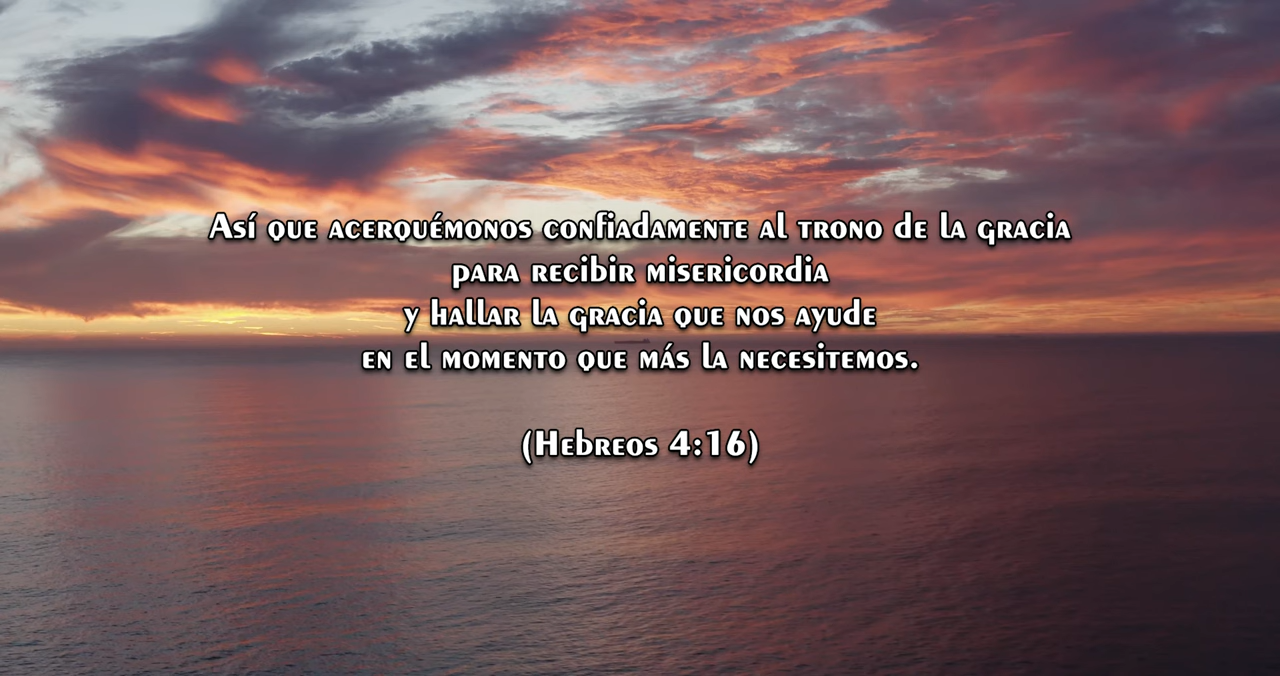 Así que acerquémonos confiadamente al trono de la gracia
para recibir misericordia
y hallar la gracia que nos ayude
en el momento que más la necesitemos.
(Hebreos 4:16)